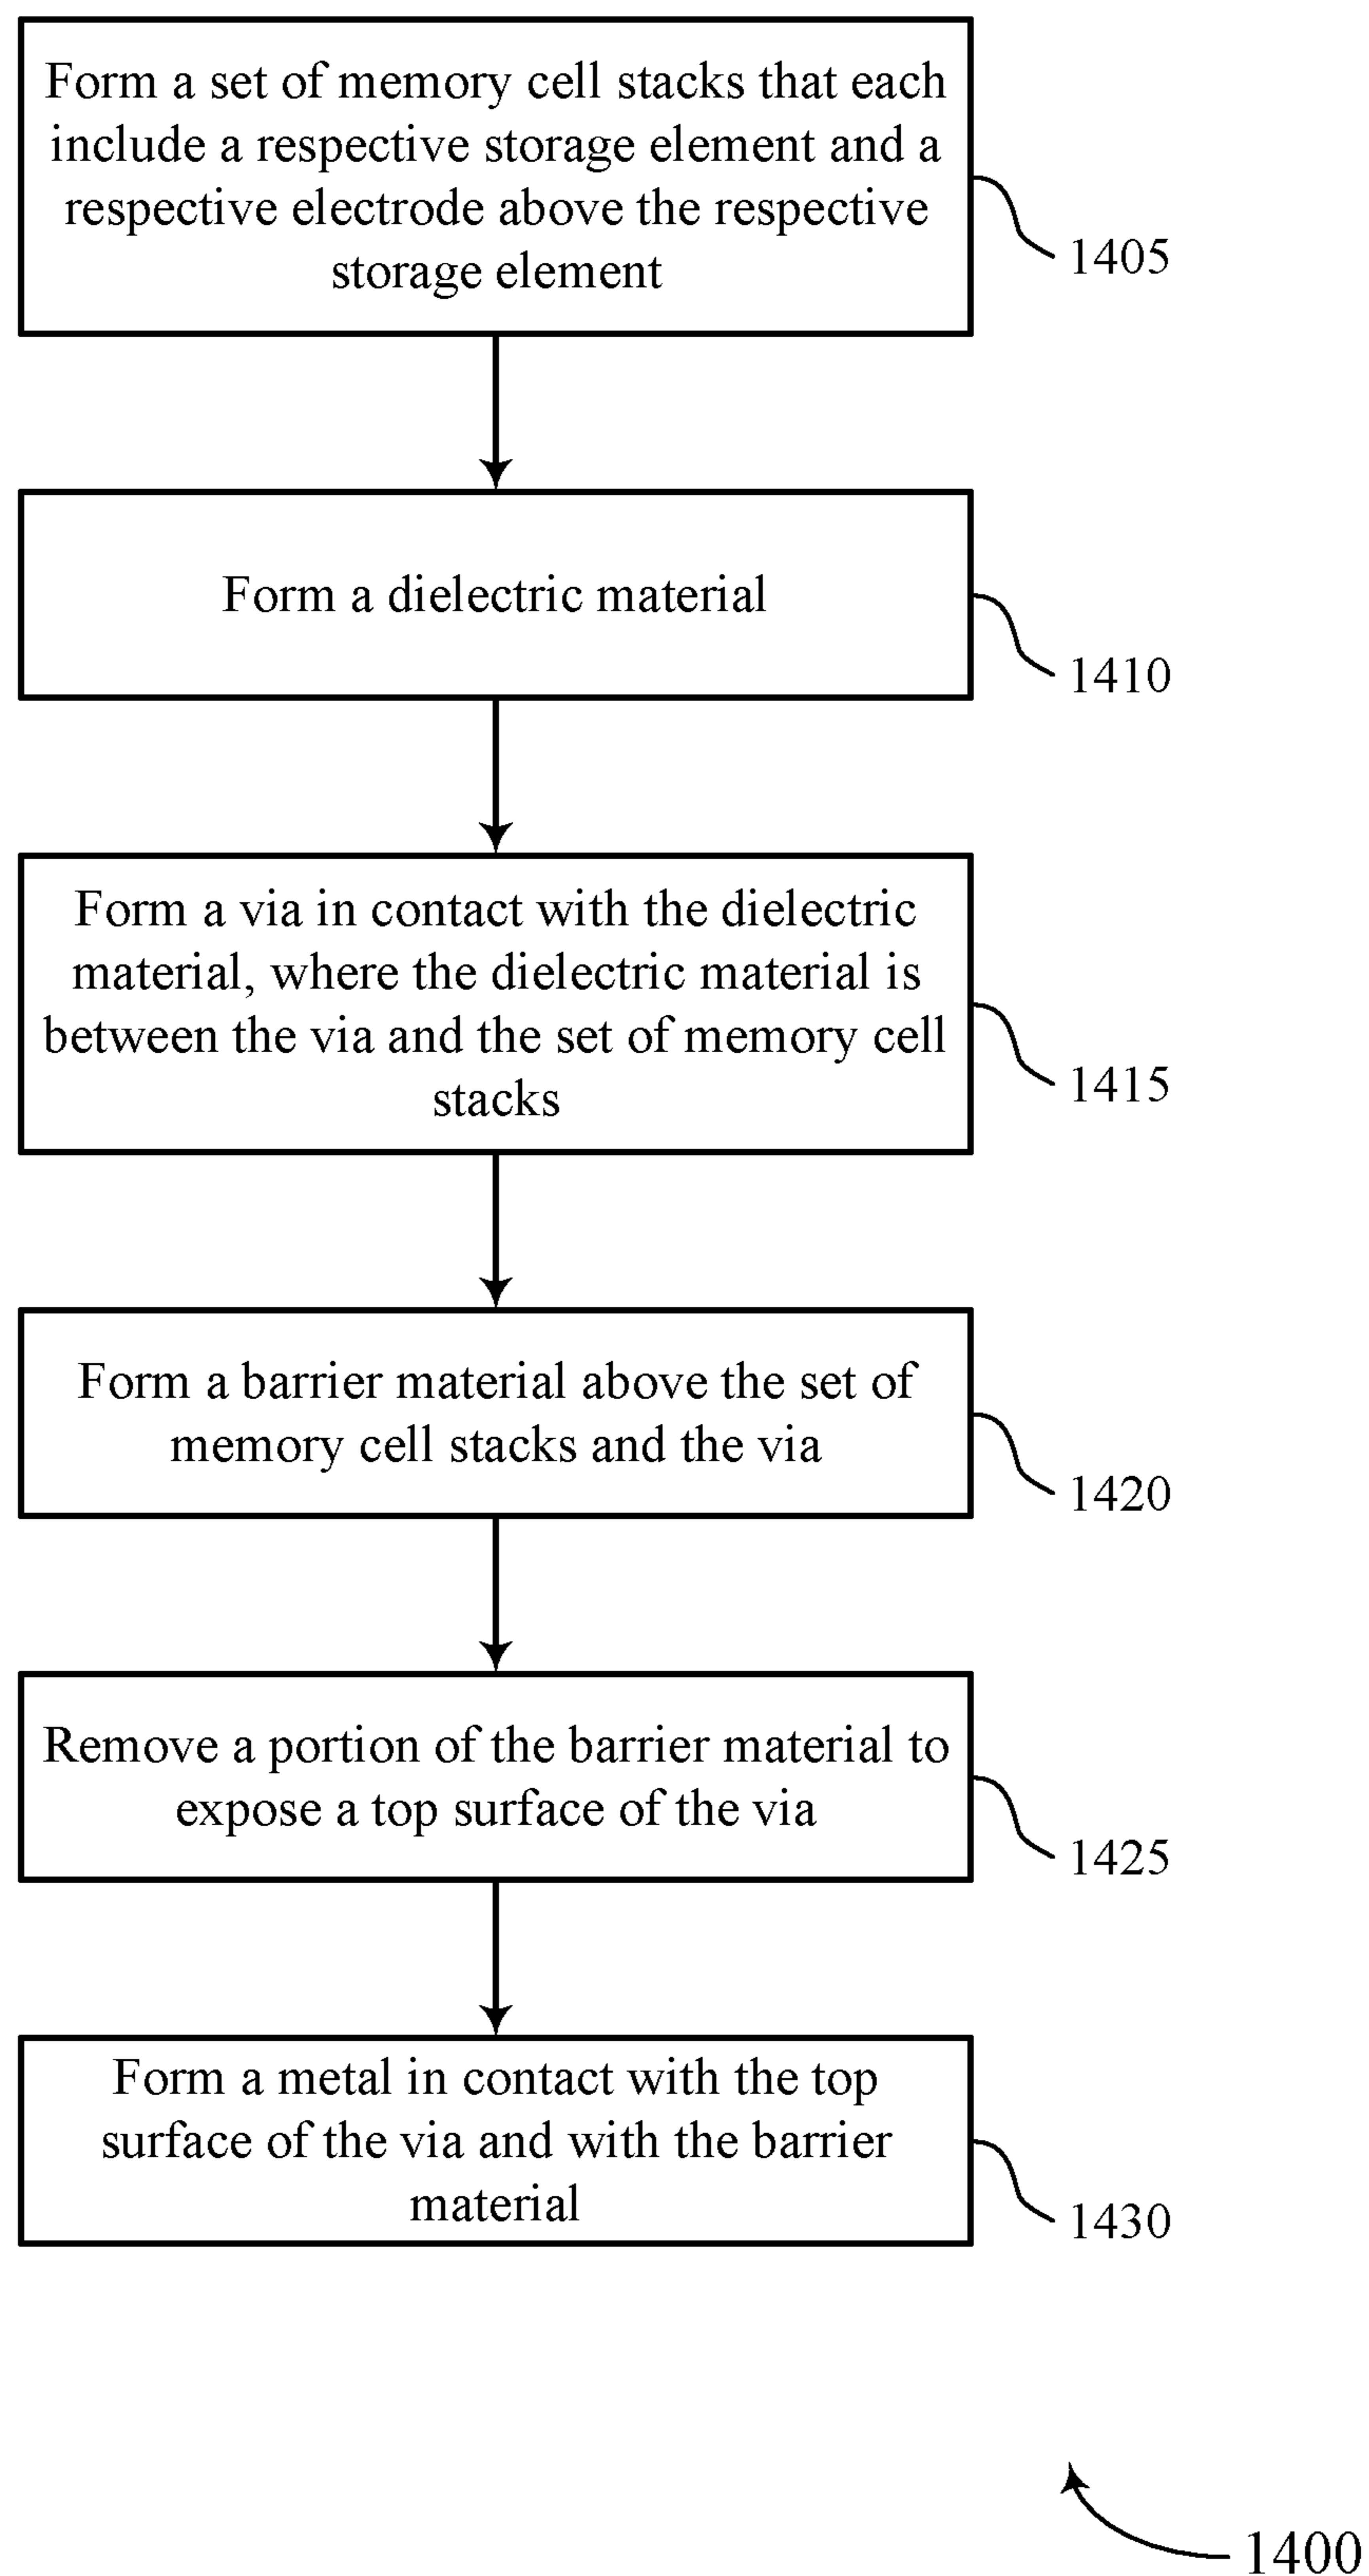 Form a set of memory cell stacks that each
include a respective storage element and a
respective electrode above the respective
storage element
1405
Form a dielectric material
1410
Form a via in contact with the dielectric
material, where the dielectric material is
between the via and the set of memory cell
stacks
1415
Form a barrier material above the set of
memory cell stacks and the via
1420
Remove a portion of the barrier material to
expose a top surface of the via
1425
Form a metal in contact with the top
surface of the via and with the barrier
material
1430
1400